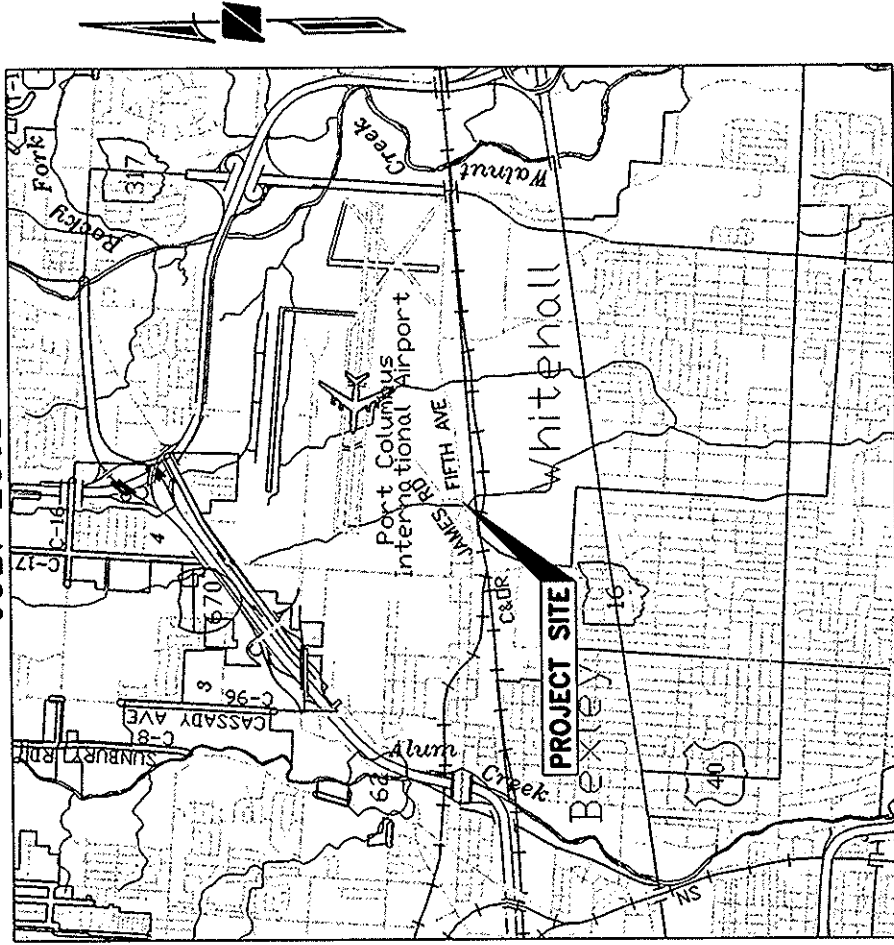 Rocky
Fork
317
C-16
C-17
4
670
3
C-96
CASSADY AVE
C-8
SUNBURY RD
Creek
Walnut
Port Columbus
International Airport
JAMES RD
FIFTH AVE
Whitehall
C&OR
PROJECT SITE
16
Bexley
Alum
Creek
62
40
NS